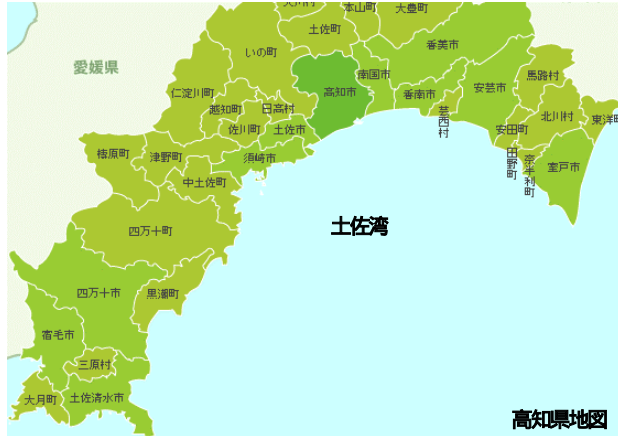 本山町
大豊町
土佐町
香美市
いの町
愛媛県
南国市
馬路村
高知市
安芸市
仁淀川町
香南市
越知町
日高村
芸西村
北川村
東洋町
佐川町
土佐市
安田町
梼原町
津野町
須崎市
田野町
奈半利町
室戸市
中土佐町
土佐湾
四万十町
四万十市
黒潮町
宿毛市
三原村
大月町
土佐清水市
高知県地図